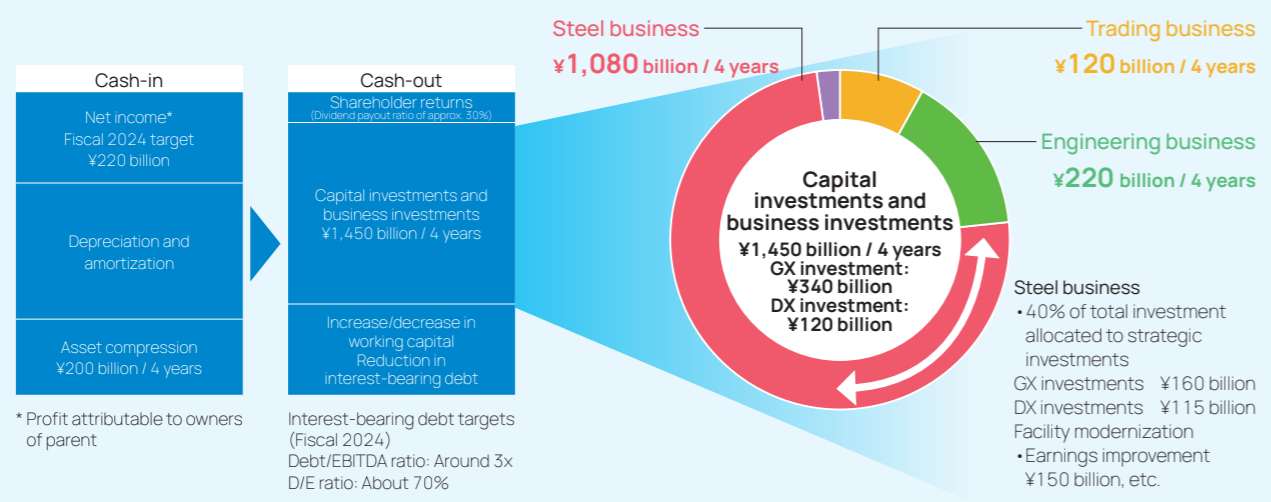 Cash-in
Net income*
Fiscal 2024 target
¥220 billion
Depreciation and
amortization
Asset compression
¥200 billion / 4 years
* Profit attributable to owners
of parent
Cash-out
Shareholder returns
(Dividend payout ratio of approx. 30%)
Capital investments and
business investments
¥1,450 billion / 4 years
Increase/decrease in
working capital
Reduction in
interest-bearing debt
Interest-bearing debt targets
(Fiscal 2024)
Debt/EBITDA ratio: Around 3x
D/E ratio: About 70%
Steel business
¥1,080 billion / 4 years
Trading business
¥120 billion / 4 years
Engineering business
¥220 billion / 4 years
Capital
investments and
business investments
¥1,450 billion / 4 years
GX investment:
¥340 billion
DX investment:
¥120 billion
Steel business
•40% of total investment
allocated to strategic
investments
GX investments ¥160 billion
DX investments ¥115 billion
Facility modernization
•Earnings improvement
¥150 billion, etc.